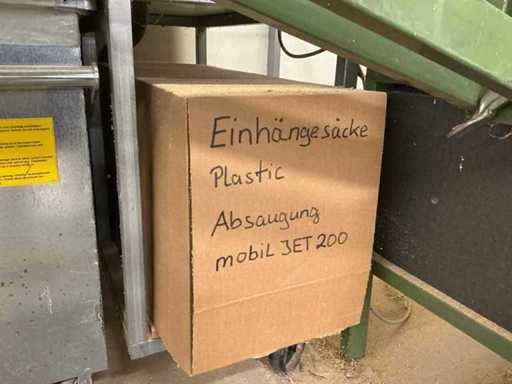 Einhängesäcke
Plastic
Absaugung
mobil JET 200